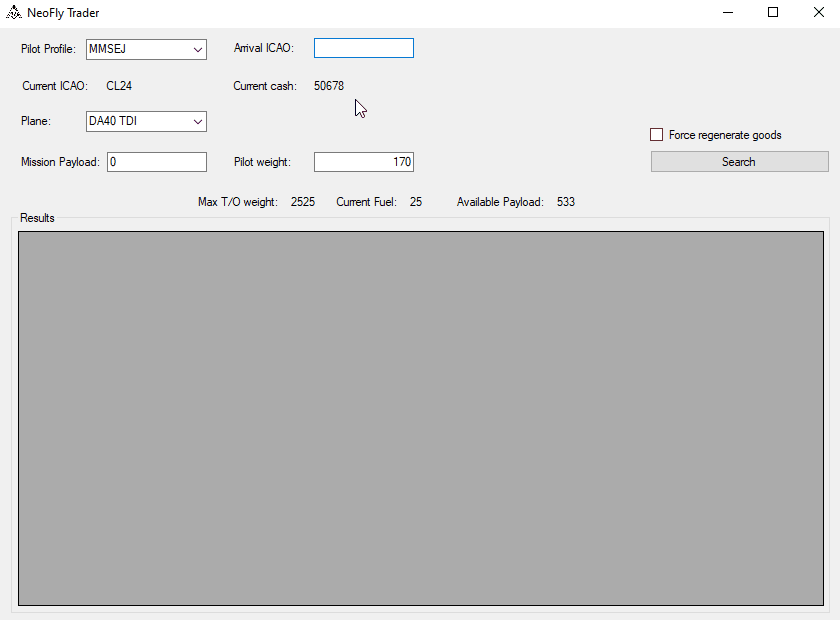 NeoFly Trader
Pilot Profile: MMSEJ Arrival ICAO:
Current ICAO: CL24 Current cash: 50678
Plane: DA40 TDI
Force regenerate goods
Mission Payload: 0 Pilot weight: 170 Search
Max T/O weight: 2525 Current Fuel: 25 Available Payload: 533
Results